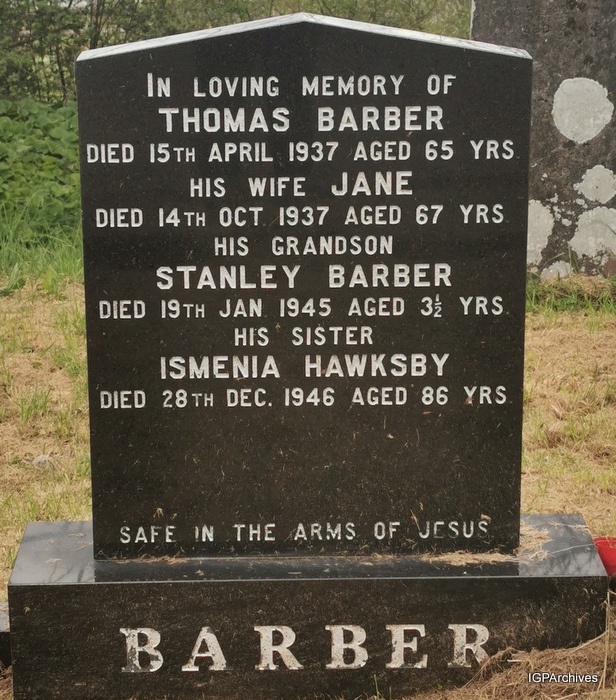 IN LOVING MEMORY OF
THOMAS BARBER
DIED 15TH APRIL 1937 AGED 65 YRS
HIS WIFE JANE
DIED 14TH OCT 1937 AGED 67 YRS
HIS GRANDSON
STANLEY BARBER
DIED 19TH JAN 1945 AGED 3½ YRS
HIS SISTER
ISMENIA HAWKSBY
DIED 28TH DEC. 1946 AGED 86 YRS
SAFE IN THE ARMS OF JESUS
BARBER
IGPArchives